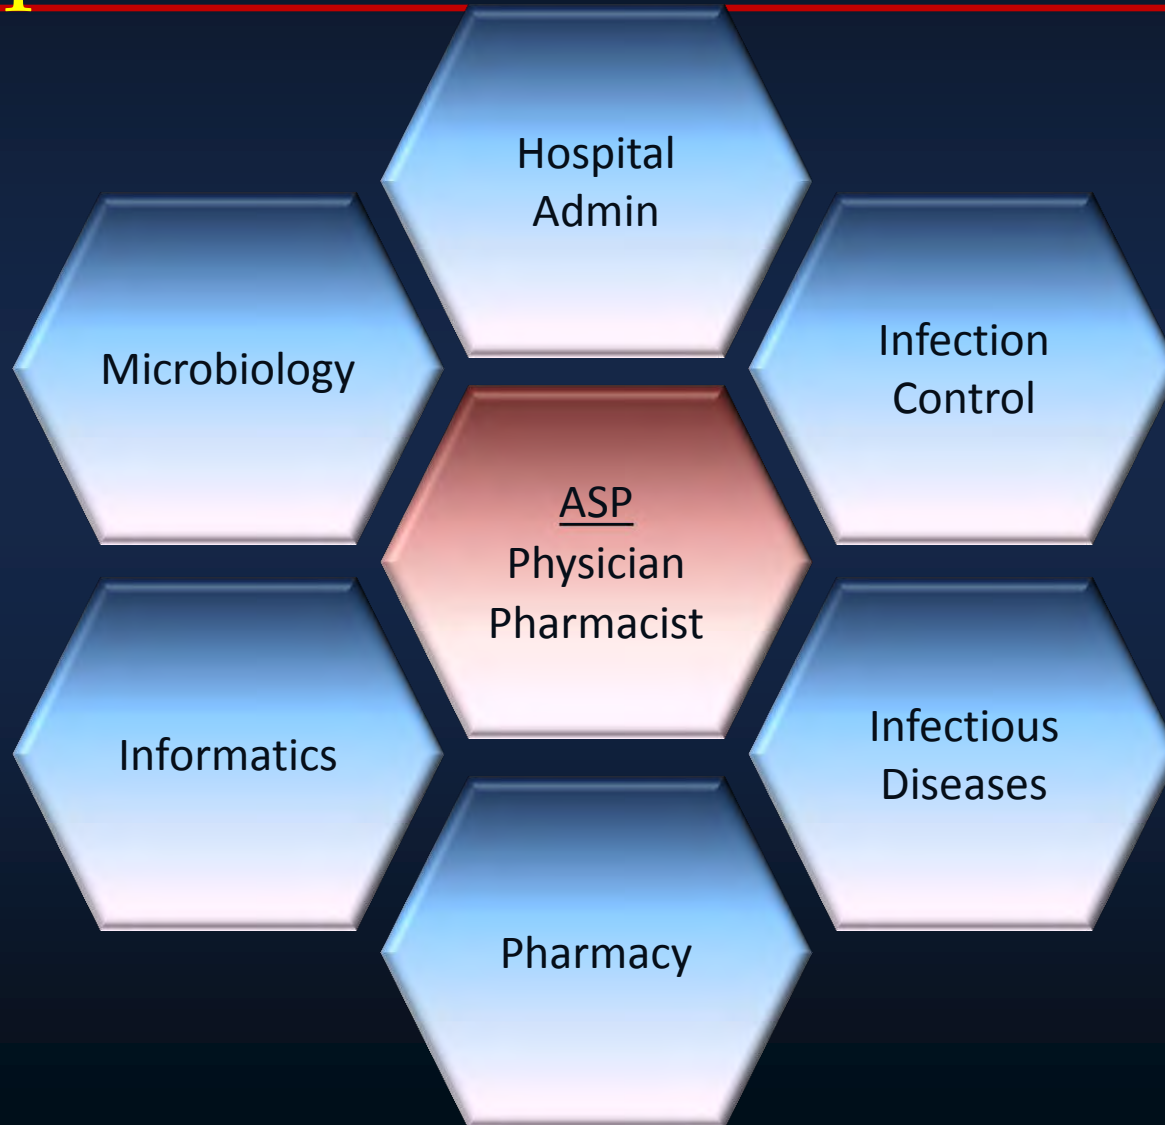 Hospital
Admin
Microbiology
Infection
Control
ASP
Physician
Pharmacist
Informatics
Infectious
Diseases
Pharmacy